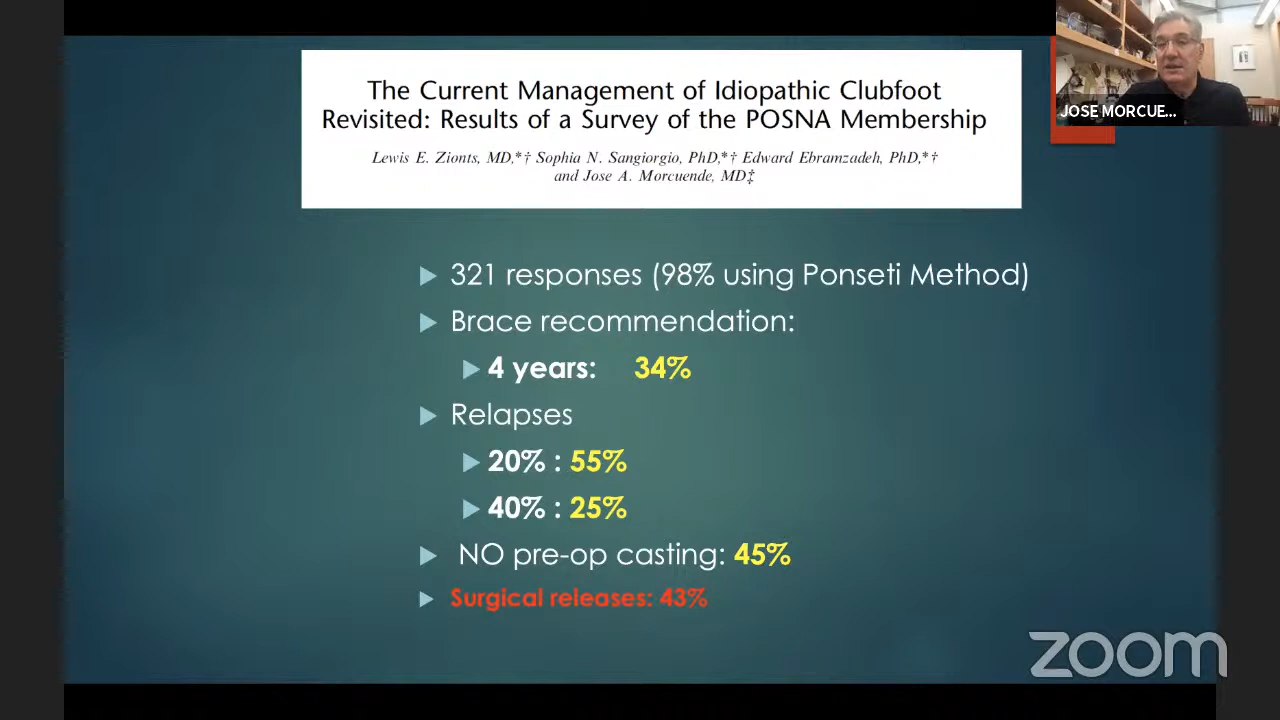 The Current Management of Idiopathic Clubfoot
Revisited: Results of a Survey of the POSNA Membership
Lewis E. Zionts, MD,*† Sophia N. Sangiorgio, PhD,*† Edward Ebramzadeh, PhD,*†
and Jose A. Morcuende, MD‡
JOSE MORCUE...
321 responses (98% using Ponseti Method)
Brace recommendation:
4 years: 34%
Relapses
20% : 55%
40% : 25%
NO pre-op casting: 45%
Surgical releases: 43%
zoom